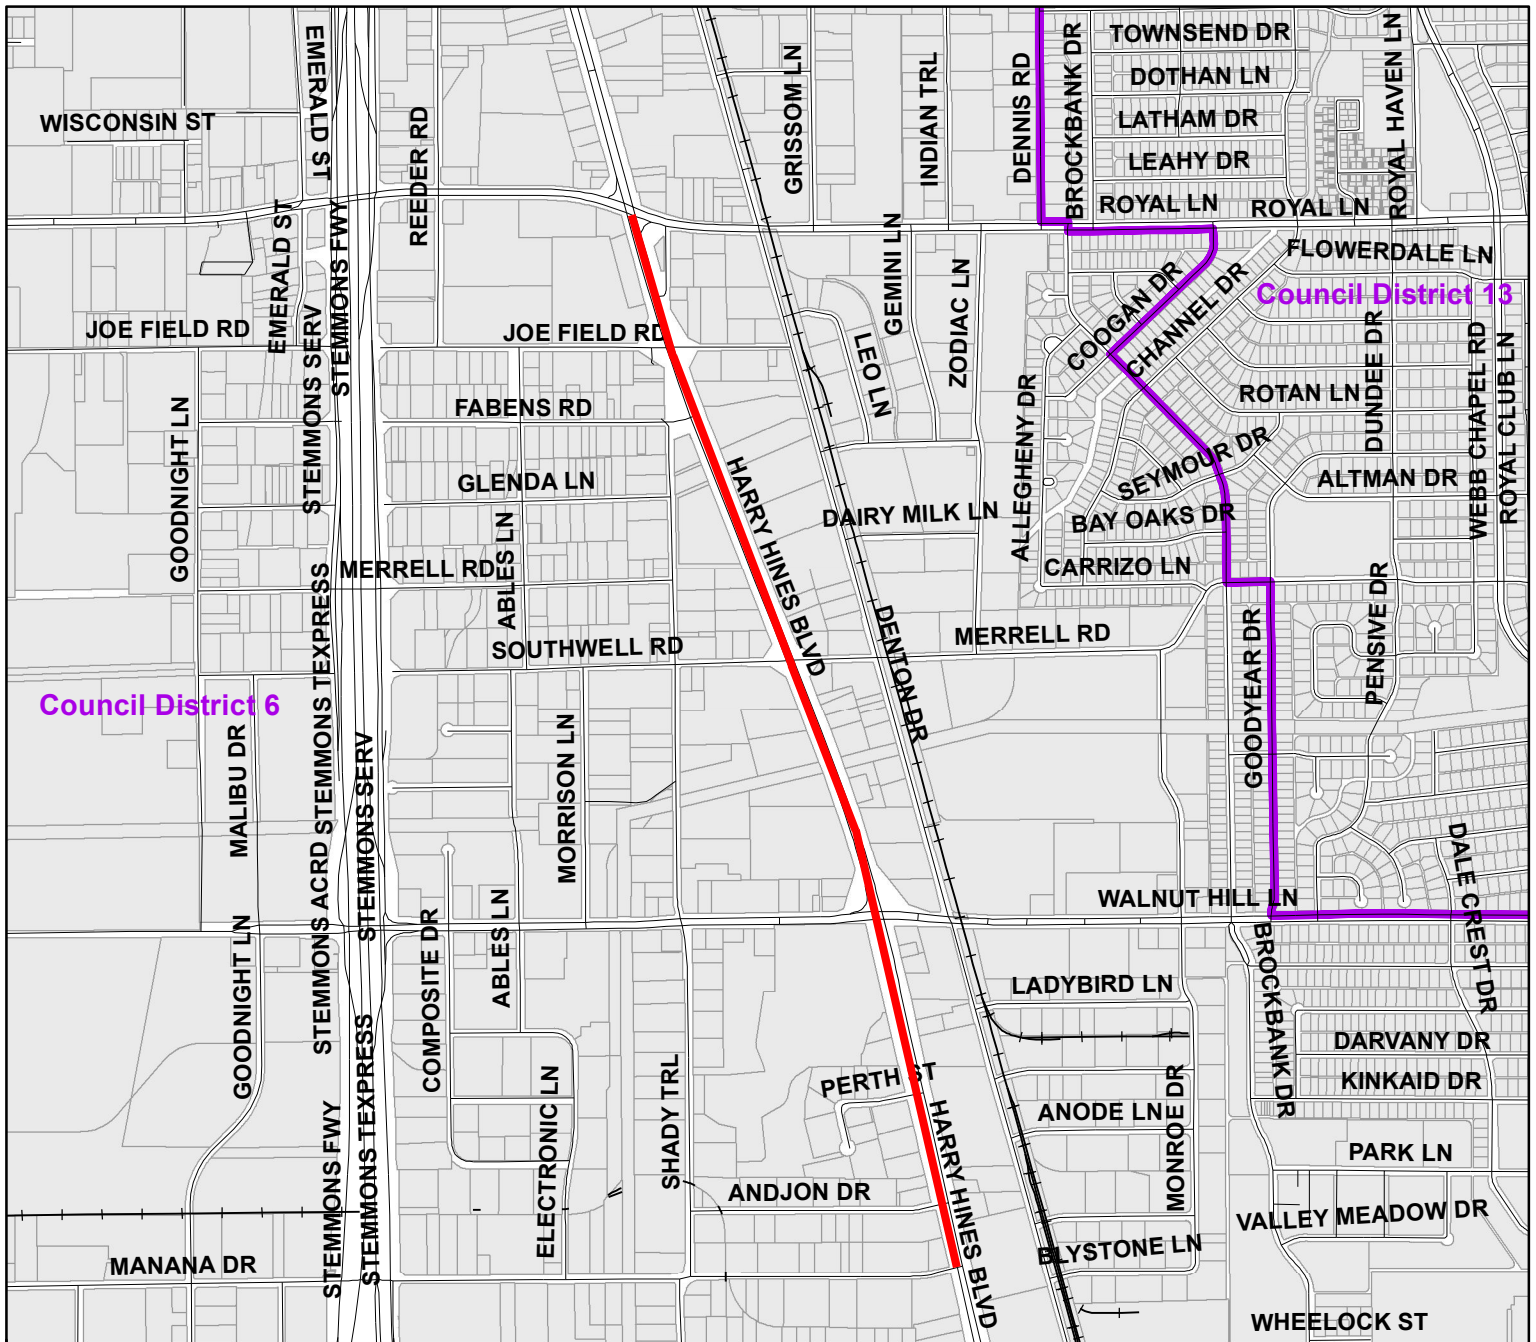 TOWNSEND DR
DOTHAN LN
LATHAM DR
LEAHY DR
ROYAL LN
ROYAL LN
WISCONSIN ST
EMERALD ST
REEDER RD
GRISSOM LN
INDIAN TRL
DENNIS RD
BROCKBANK DR
ROYAL HAVEN LN
FLOWERDALE LN
Council District 13
EMERALD ST
STEMMONS FWY
STEMMONS SERV
JOE FIELD RD
JOE FIELD RD
GEMINI LN
ZODIAC LN
LEO LN
COOGAN DR
CHANNEL DR
ALLEGHENY DR
ROTAN LN
DUNDEE DR
WEBB CHAPEL RD
ROYAL CLUB LN
FABENS RD
GOODNIGHT LN
GLENDA LN
HARRY HINES BLVD
DAIRY MILK LN
SEYMOUR DR
ALTMAN DR
BAY OAKS DR
CARRIZO LN
MERRELL RD
ABLES LN
SOUTHWELL RD
MERRELL RD
DENTON DR
GOODYEAR DR
PENSIVE DR
Council District 6
MALIBU DR
STEMMONS ACRD STEMMONS TEXPRESS
STEMMONS SERV
MORRISON LN
WALNUT HILL LN
DALE CREST DR
GOODNIGHT LN
COMPOSITE DR
ABLES LN
LADYBIRD LN
BROCKBANK DR
DARVANY DR
KINKAID DR
PERTH ST
ANODE LN
MONROE DR
PARK LN
SHADY TRL
ELECTRONIC LN
ANDJON DR
HARRY HINES BLVD
VALLEY MEADOW DR
BLYSTONE LN
STEMMONS FWY
STEMMONS TEXPRESS
MANANA DR
WHEELOCK ST